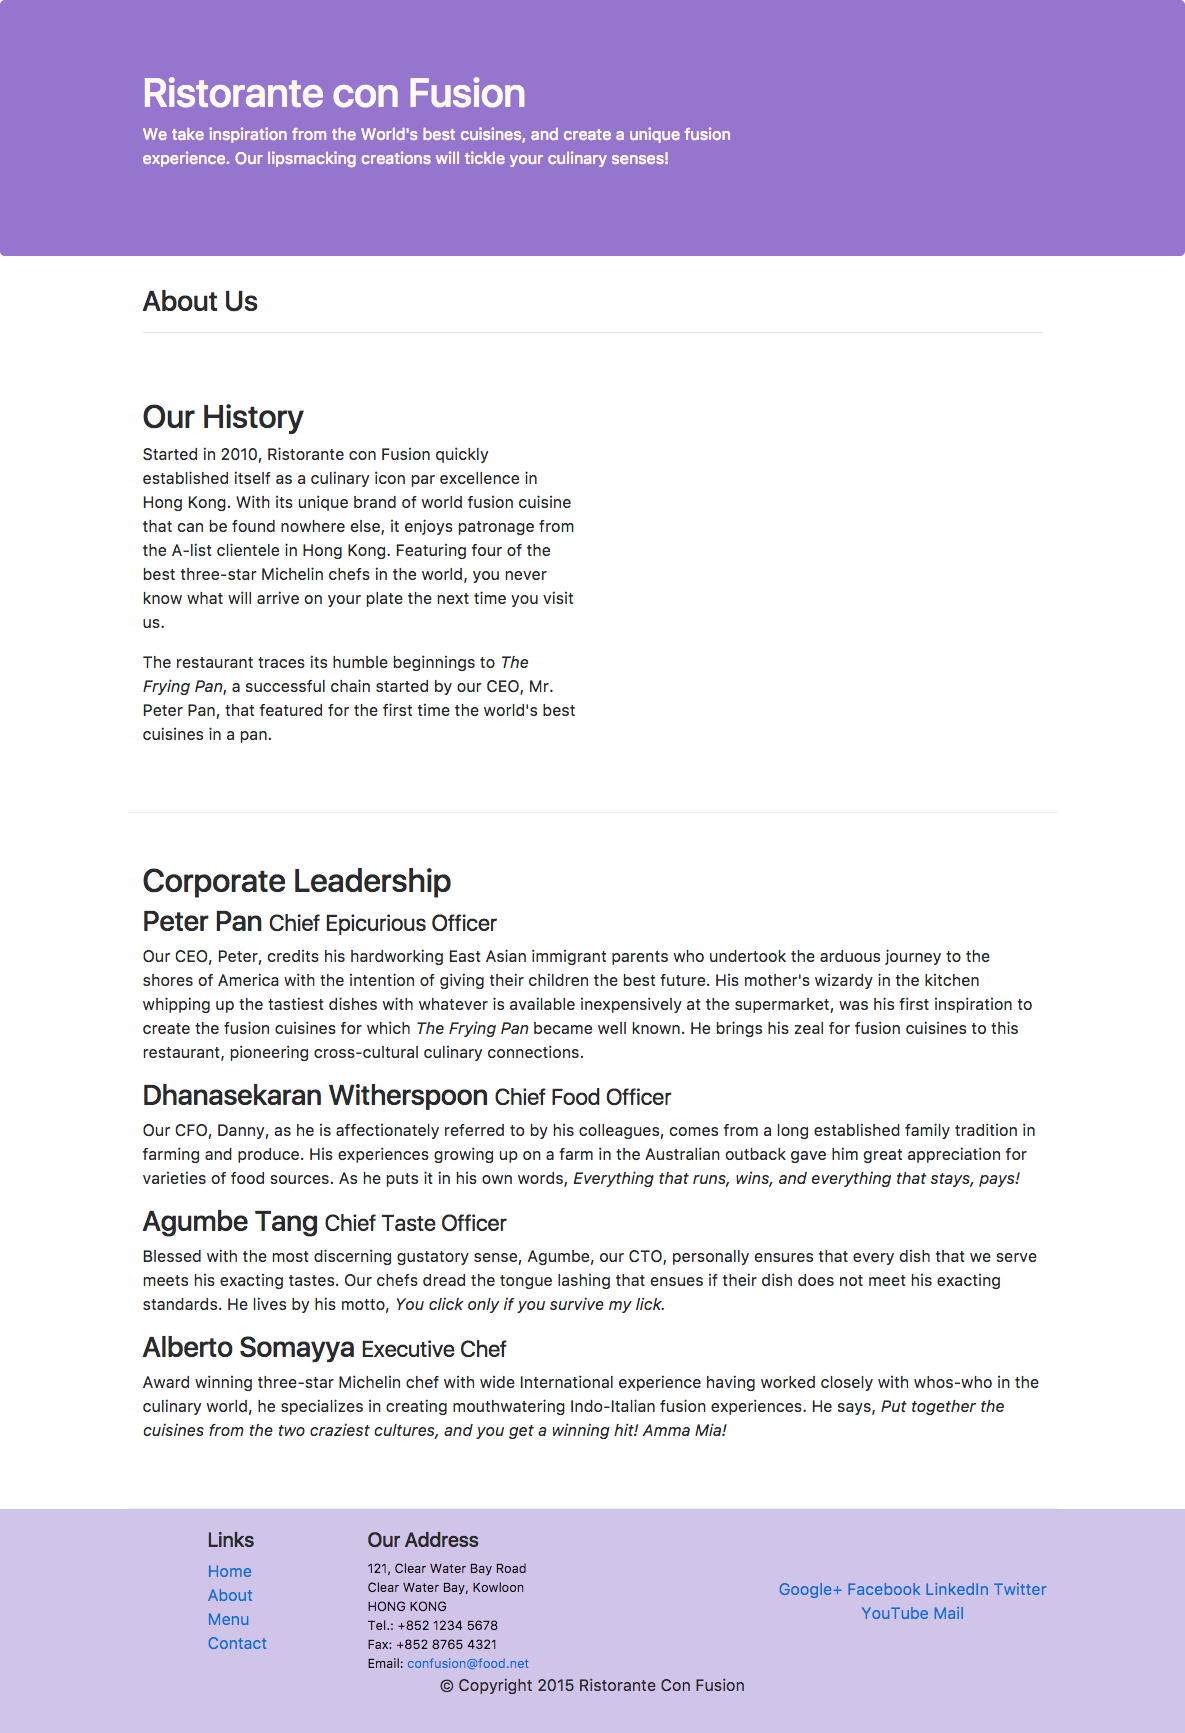 Ristorante con Fusion
We take inspiration from the World's best cuisines, and create a unique fusion
experience. Our lipsmacking creations will tickle your culinary senses!
About Us
Our History
Started in 2010, Ristorante con Fusion quickly
established itself as a culinary icon par excellence in
Hong Kong. With its unique brand of world fusion cuisine
that can be found nowhere else, it enjoys patronage from
the A-list clientele in Hong Kong. Featuring four of the
best three-star Michelin chefs in the world, you never
know what will arrive on your plate the next time you visit
us.
The restaurant traces its humble beginnings to The
Frying Pan, a successful chain started by our CEO, Mr.
Peter Pan, that featured for the first time the world's best
cuisines in a pan.
Corporate Leadership
Peter Pan Chief Epicurious Officer
Our CEO, Peter, credits his hardworking East Asian immigrant parents who undertook the arduous journey to the
shores of America with the intention of giving their children the best future. His mother's wizardy in the kitchen
whipping up the tastiest dishes with whatever is available inexpensively at the supermarket, was his first inspiration to
create the fusion cuisines for which The Frying Pan became well known. He brings his zeal for fusion cuisines to this
restaurant, pioneering cross-cultural culinary connections.
Dhanasekaran Witherspoon Chief Food Officer
Our CFO, Danny, as he is affectionately referred to by his colleagues, comes from a long established family tradition in
farming and produce. His experiences growing up on a farm in the Australian outback gave him great appreciation for
varieties of food sources. As he puts it in his own words, Everything that runs, wins, and everything that stays, pays!
Agumbe Tang Chief Taste Officer
Blessed with the most discerning gustatory sense, Agumbe, our CTO, personally ensures that every dish that we serve
meets his exacting tastes. Our chefs dread the tongue lashing that ensues if their dish does not meet his exacting
standards. He lives by his motto, You click only if you survive my lick.
Alberto Somayya Executive Chef
Award winning three-star Michelin chef with wide International experience having worked closely with whos-who in the
culinary world, he specializes in creating mouthwatering Indo-Italian fusion experiences. He says, Put together the
cuisines from the two craziest cultures, and you get a winning hit! Amma Mia!
Links
Home
About
Menu
Contact
Our Address
121, Clear Water Bay Road
Clear Water Bay, Kowloon
HONG KONG
Tel.: +852 1234 5678
Fax: +852 8765 4321
Email: confusion@food.net
Google+ Facebook LinkedIn Twitter
YouTube Mail
© Copyright 2015 Ristorante Con Fusion